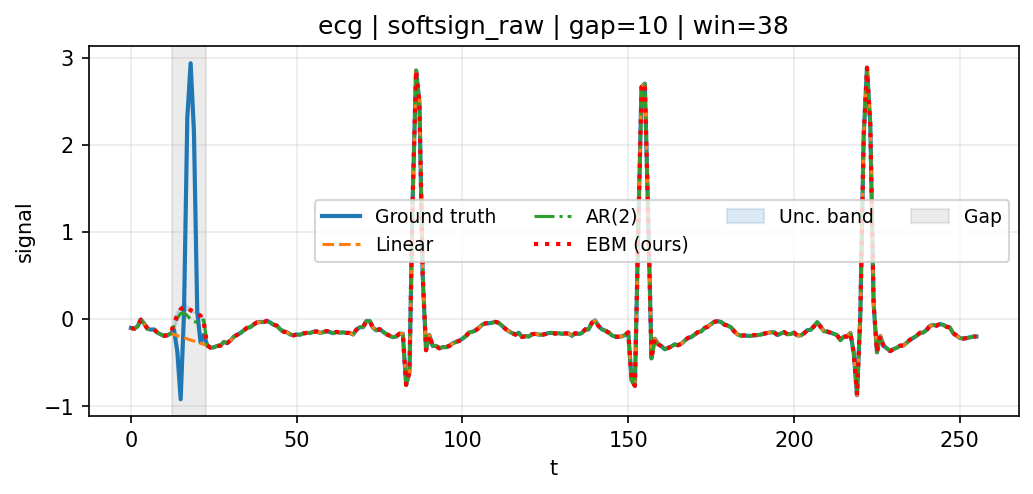 ecg | softsign_raw | gap=10 | win=38
3
2
1
0
−1
signal
Ground truth
Linear
AR(2)
EBM (ours)
Unc. band
Gap
0 50 100 150 200 250
t